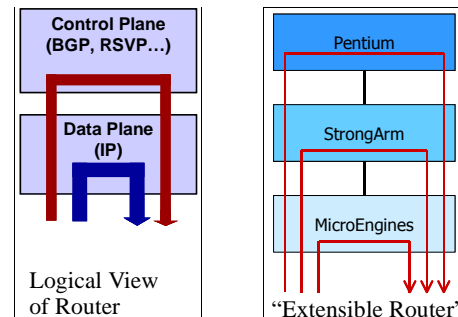 Control Plane
(BGP, RSVP…)
Data Plane
(IP)
Logical View
of Router
Pentium
StrongArm
MicroEngines
“Extensible Router”